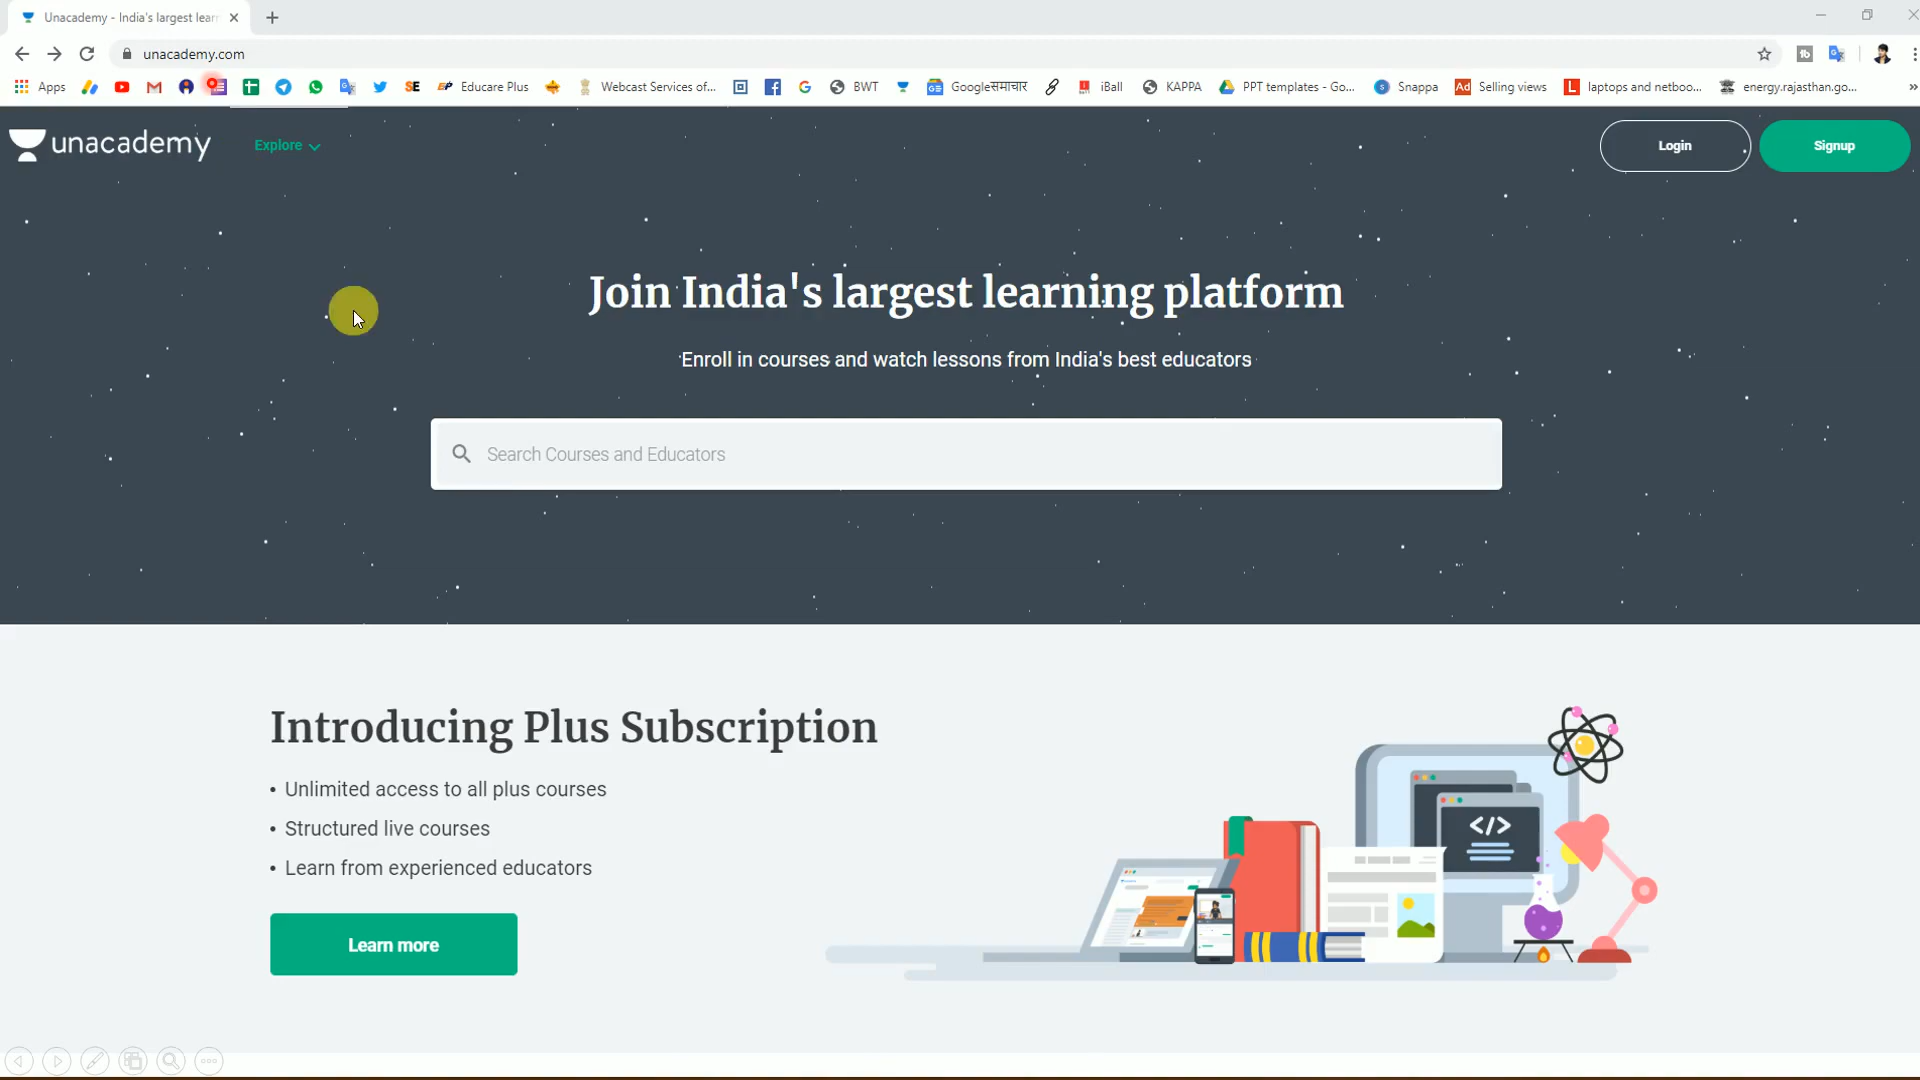 Unacademy - India's largest lear
unacademy.com
Apps
SE
Educare Plus
Webcast Services of...
BWT
Googleसमाचार
iBall
KAPPA
PPT templates - Go...
Snappa
Ad
Selling views
L
laptops and netboo...
energy.rajasthan.go...
»
unacademy
Explore
Login
Signup
Join India's largest learning platform
Enroll in courses and watch lessons from India's best educators
Search Courses and Educators
Introducing Plus Subscription
• Unlimited access to all plus courses
• Structured live courses
• Learn from experienced educators
Learn more
</>